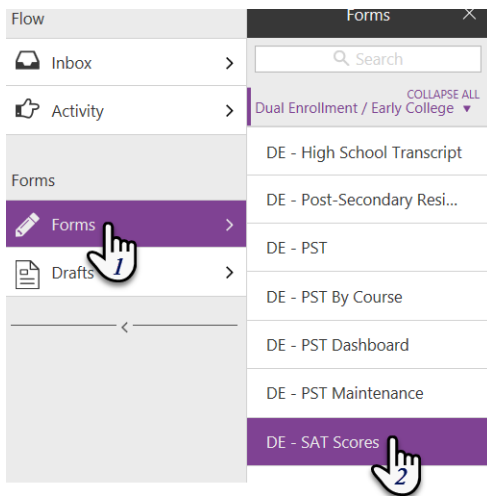 Flow
Inbox
Activity
Forms
Forms
1
Drafts
Forms
Search
COLLAPSE ALL
Dual Enrollment / Early College
DE - High School Transcript
DE - Post-Secondary Resi...
DE - PST
DE - PST By Course
DE - PST Dashboard
DE - PST Maintenance
DE - SAT Scores
2